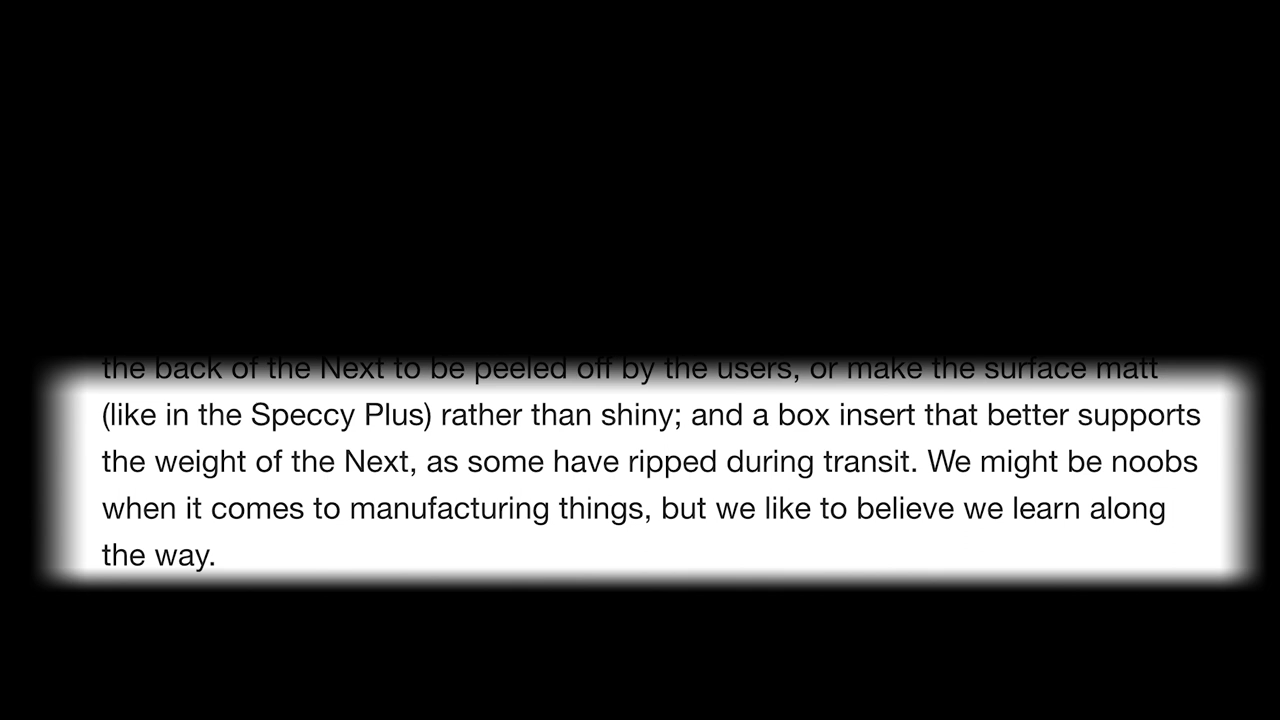 the back of the Next to be peeled off by the users, or make the surface matt
(like in the Speccy Plus) rather than shiny; and a box insert that better supports
the weight of the Next, as some have ripped during transit. We might be noobs
when it comes to manufacturing things, but we like to believe we learn along
the way.